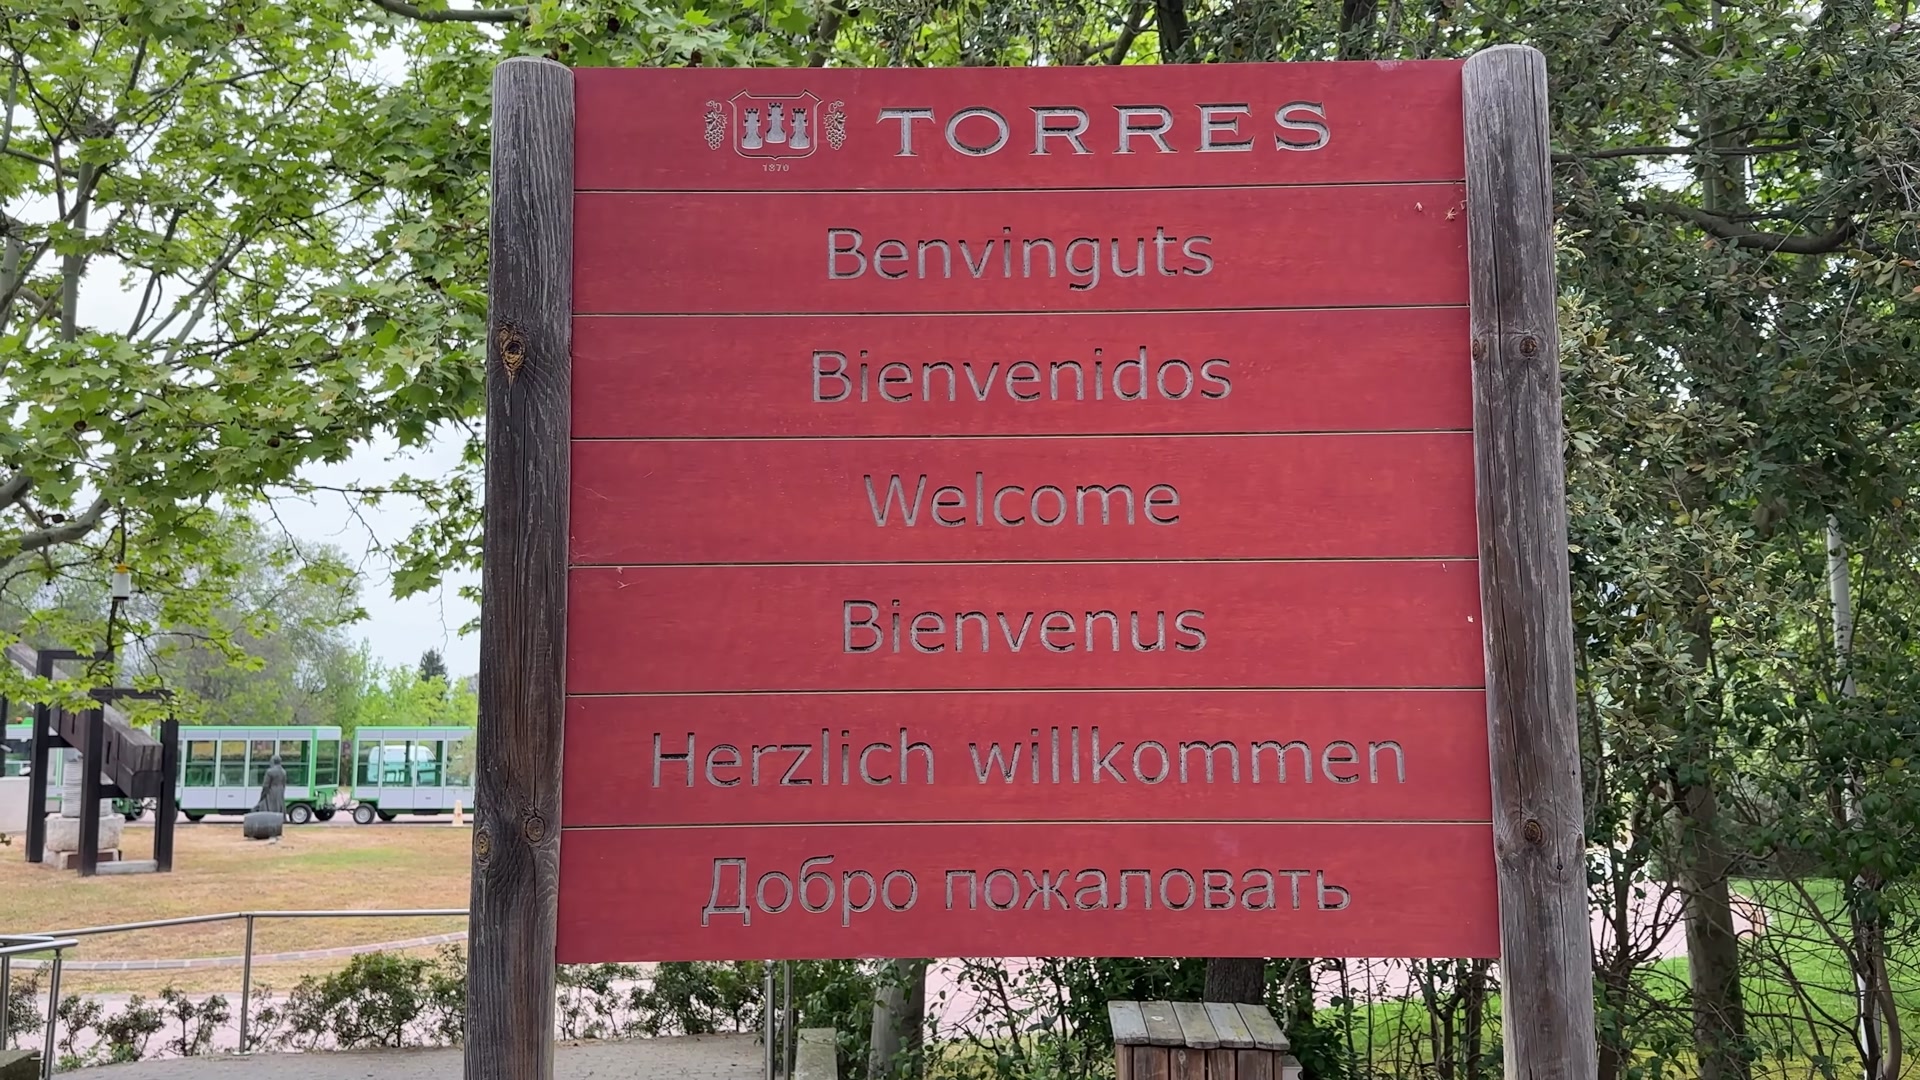 TORRES
1870
Benvinguts
Bienvenidos
Welcome
Bienvenus
Herzlich willkommen
Добро пожаловать